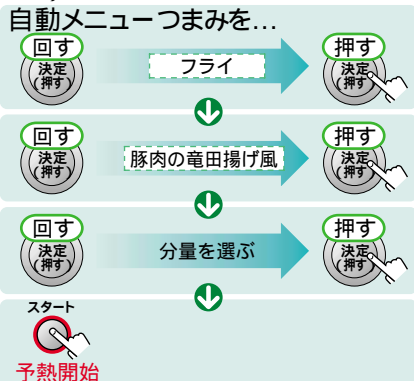 自動メニューつまみを...
回す 押す
決定 フライ 決定
(押す) (押す)
回す 押す
決定 豚肉の竜田揚げ風 決定
(押す) (押す)
回す 押す
決定 分量を選ぶ 決定
(押す) (押す)
スタート
予熱開始